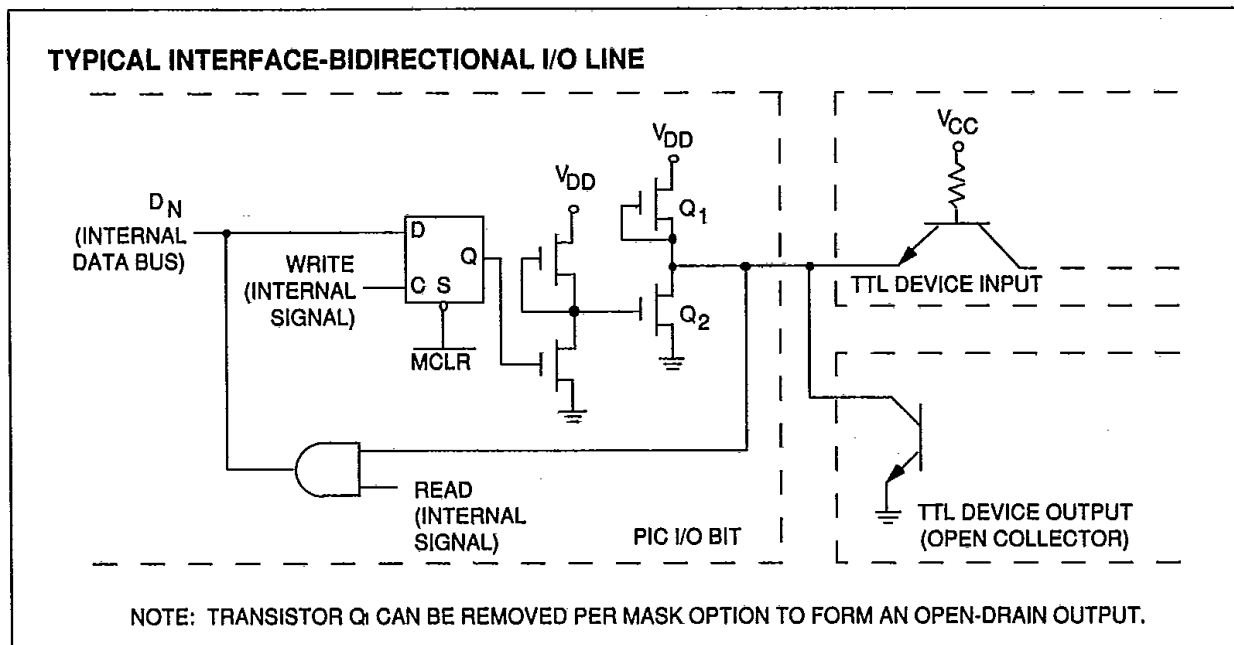 TYPICAL INTERFACE-BIDIRECTIONAL I/O LINE
DN
(INTERNAL
DATA BUS)
WRITE
(INTERNAL
SIGNAL)
D
Q
C S
MCLR
VDD
VDD
Q1
Q2
READ
(INTERNAL
SIGNAL)
PIC I/O BIT
VCC
TTL DEVICE INPUT
TTL DEVICE OUTPUT
(OPEN COLLECTOR)
NOTE: TRANSISTOR Q1 CAN BE REMOVED PER MASK OPTION TO FORM AN OPEN-DRAIN OUTPUT.